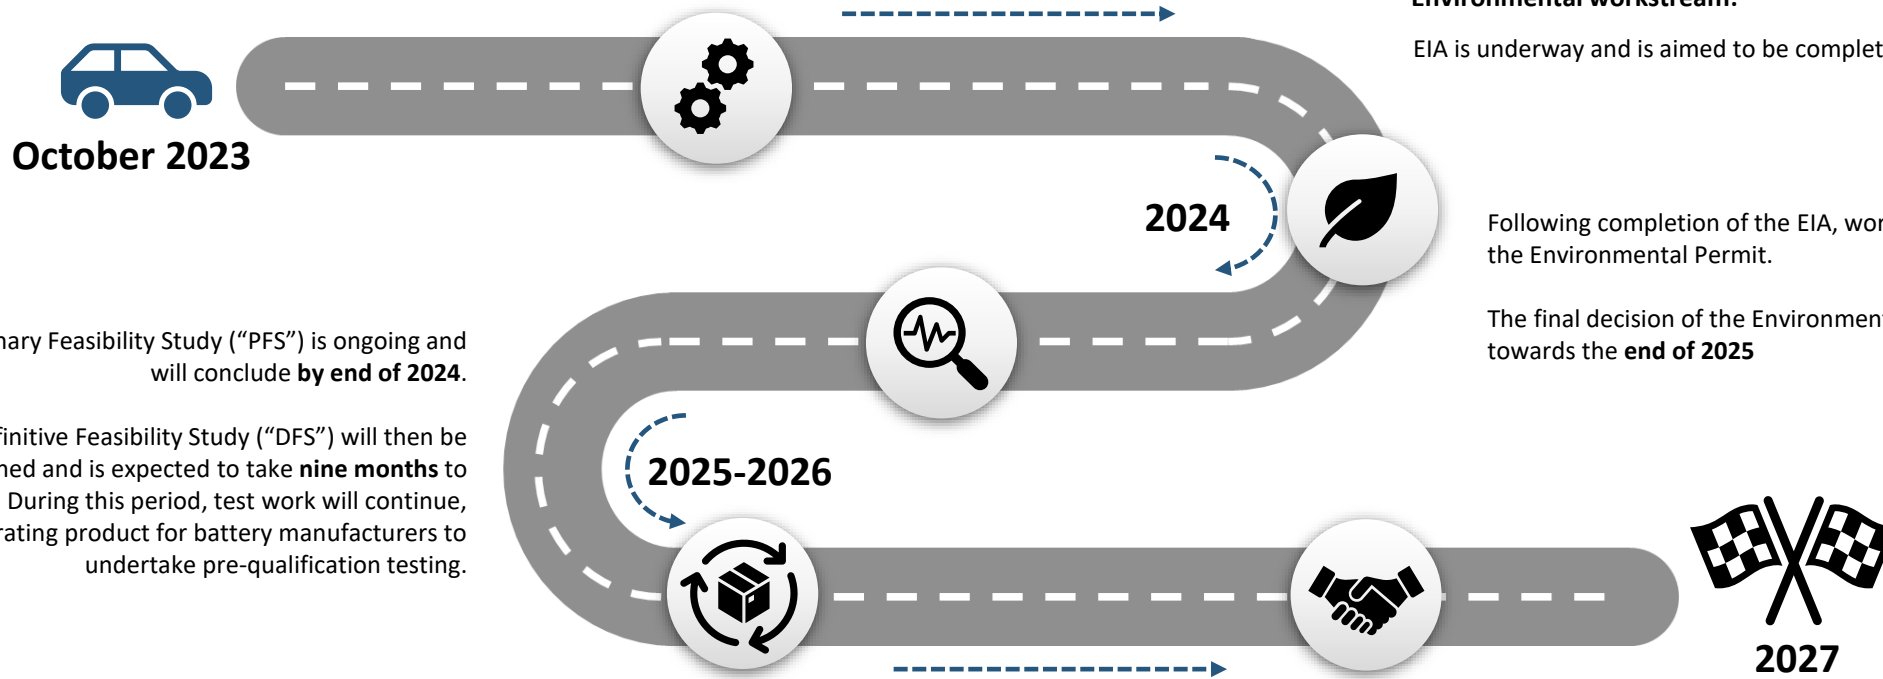 Environmental workstream:
EIA is underway and is aimed to be complet
October 2023
2024
Following completion of the EIA, wor
the Environmental Permit.
The final decision of the Environment
towards the end of 2025
nary Feasibility Study (“PFS”) is ongoing and
will conclude by end of 2024.
finitive Feasibility Study (“DFS”) will then be
ned and is expected to take nine months to
During this period, test work will continue,
rating product for battery manufacturers to
undertake pre-qualification testing.
2025-2026
2027